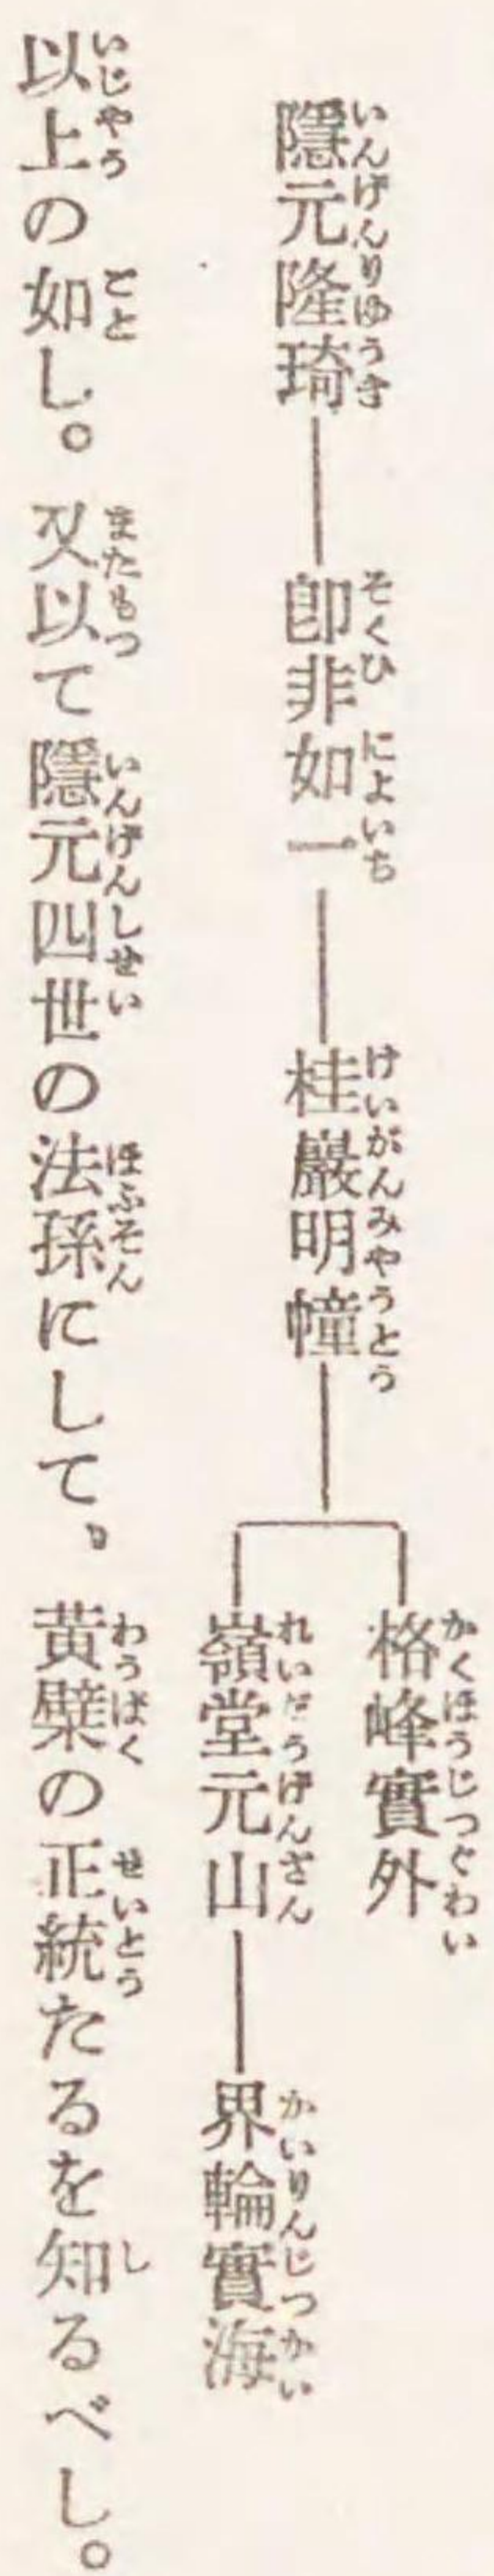 格峰實外
隱元隆琦―卽非如一―桂巖明幢
嶺堂元山―界輪實海
以上の如し。又以て隱元四世の法孫にして、黄檗の正統たるを知るべし。